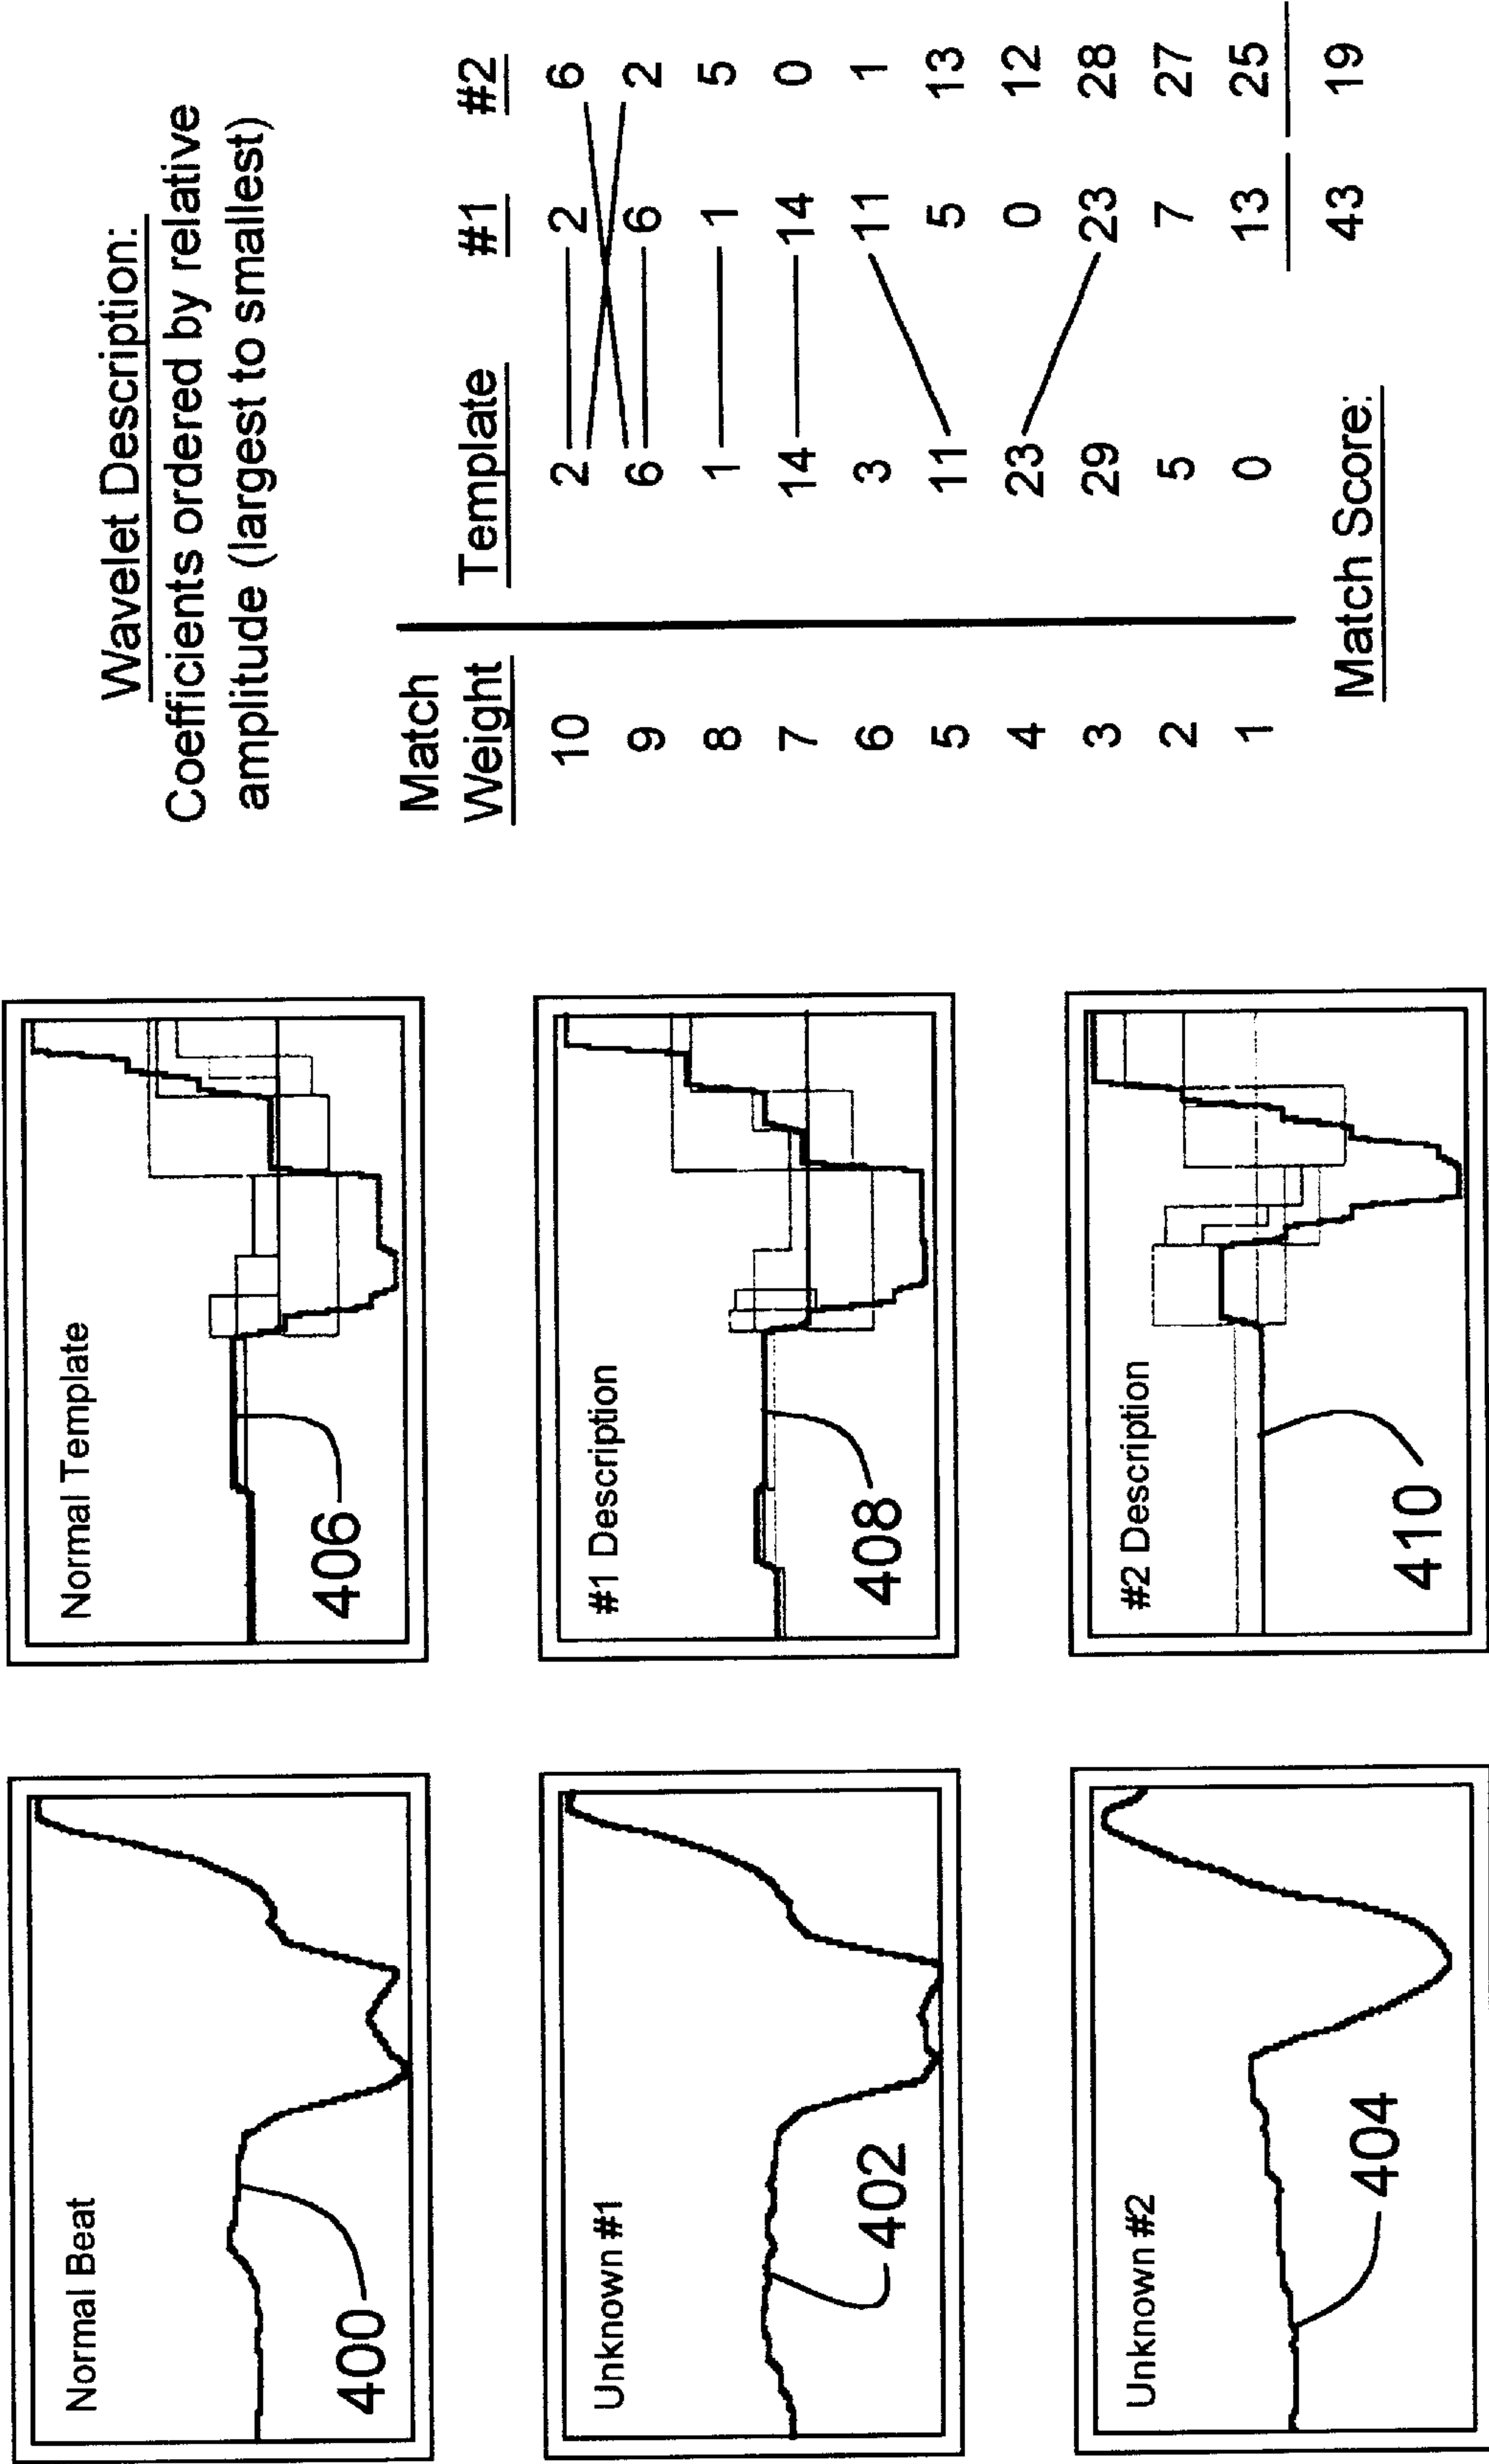 Normal Beat
400
Normal Template
406
Unknown #1
402
#1 Description
408
Unknown #2
404
#2 Description
410
Wavelet Description:
Coefficients ordered by relative
amplitude (largest to smallest)
Match
Weight Template #1 #2
10 2 2 6
9 6 6 2
8 1 1 5
7 14 14 0
6 3 11 1
5 11 5 13
4 23 0 12
3 29 23 28
2 5 7 27
1 0 13 25
Match Score: 43 19